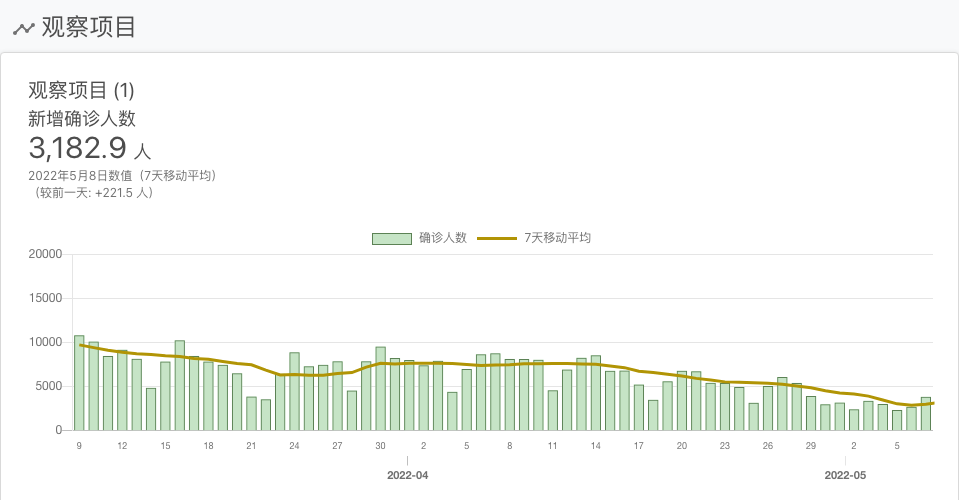 观察项目
观察项目 (1)
新增确诊人数
3,182.9 人
2022年5月8日数值（7天移动平均）
（较前一天: +221.5 人）
确诊人数 7天移动平均
20000
15000
10000
5000
0
9 12 15 18 21 24 27 30 2 5 8 11 14 17 20 23 26 29 2 5
2022-04 2022-05